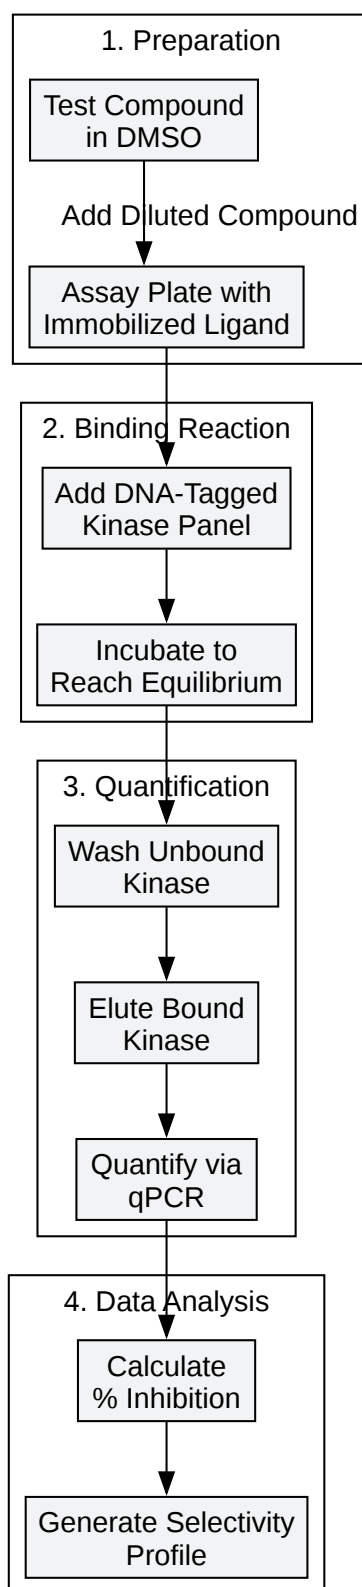 1. Preparation
Test Compound
in DMSO
Add Diluted Compound
Assay Plate with
Immobilized Ligand
2. Binding Reaction
Add DNA-Tagged
Kinase Panel
Incubate to
Reach Equilibrium
3. Quantification
Wash Unbound
Kinase
Elute Bound
Kinase
Quantify via
qPCR
4. Data Analysis
Calculate
% Inhibition
Generate Selectivity
Profile